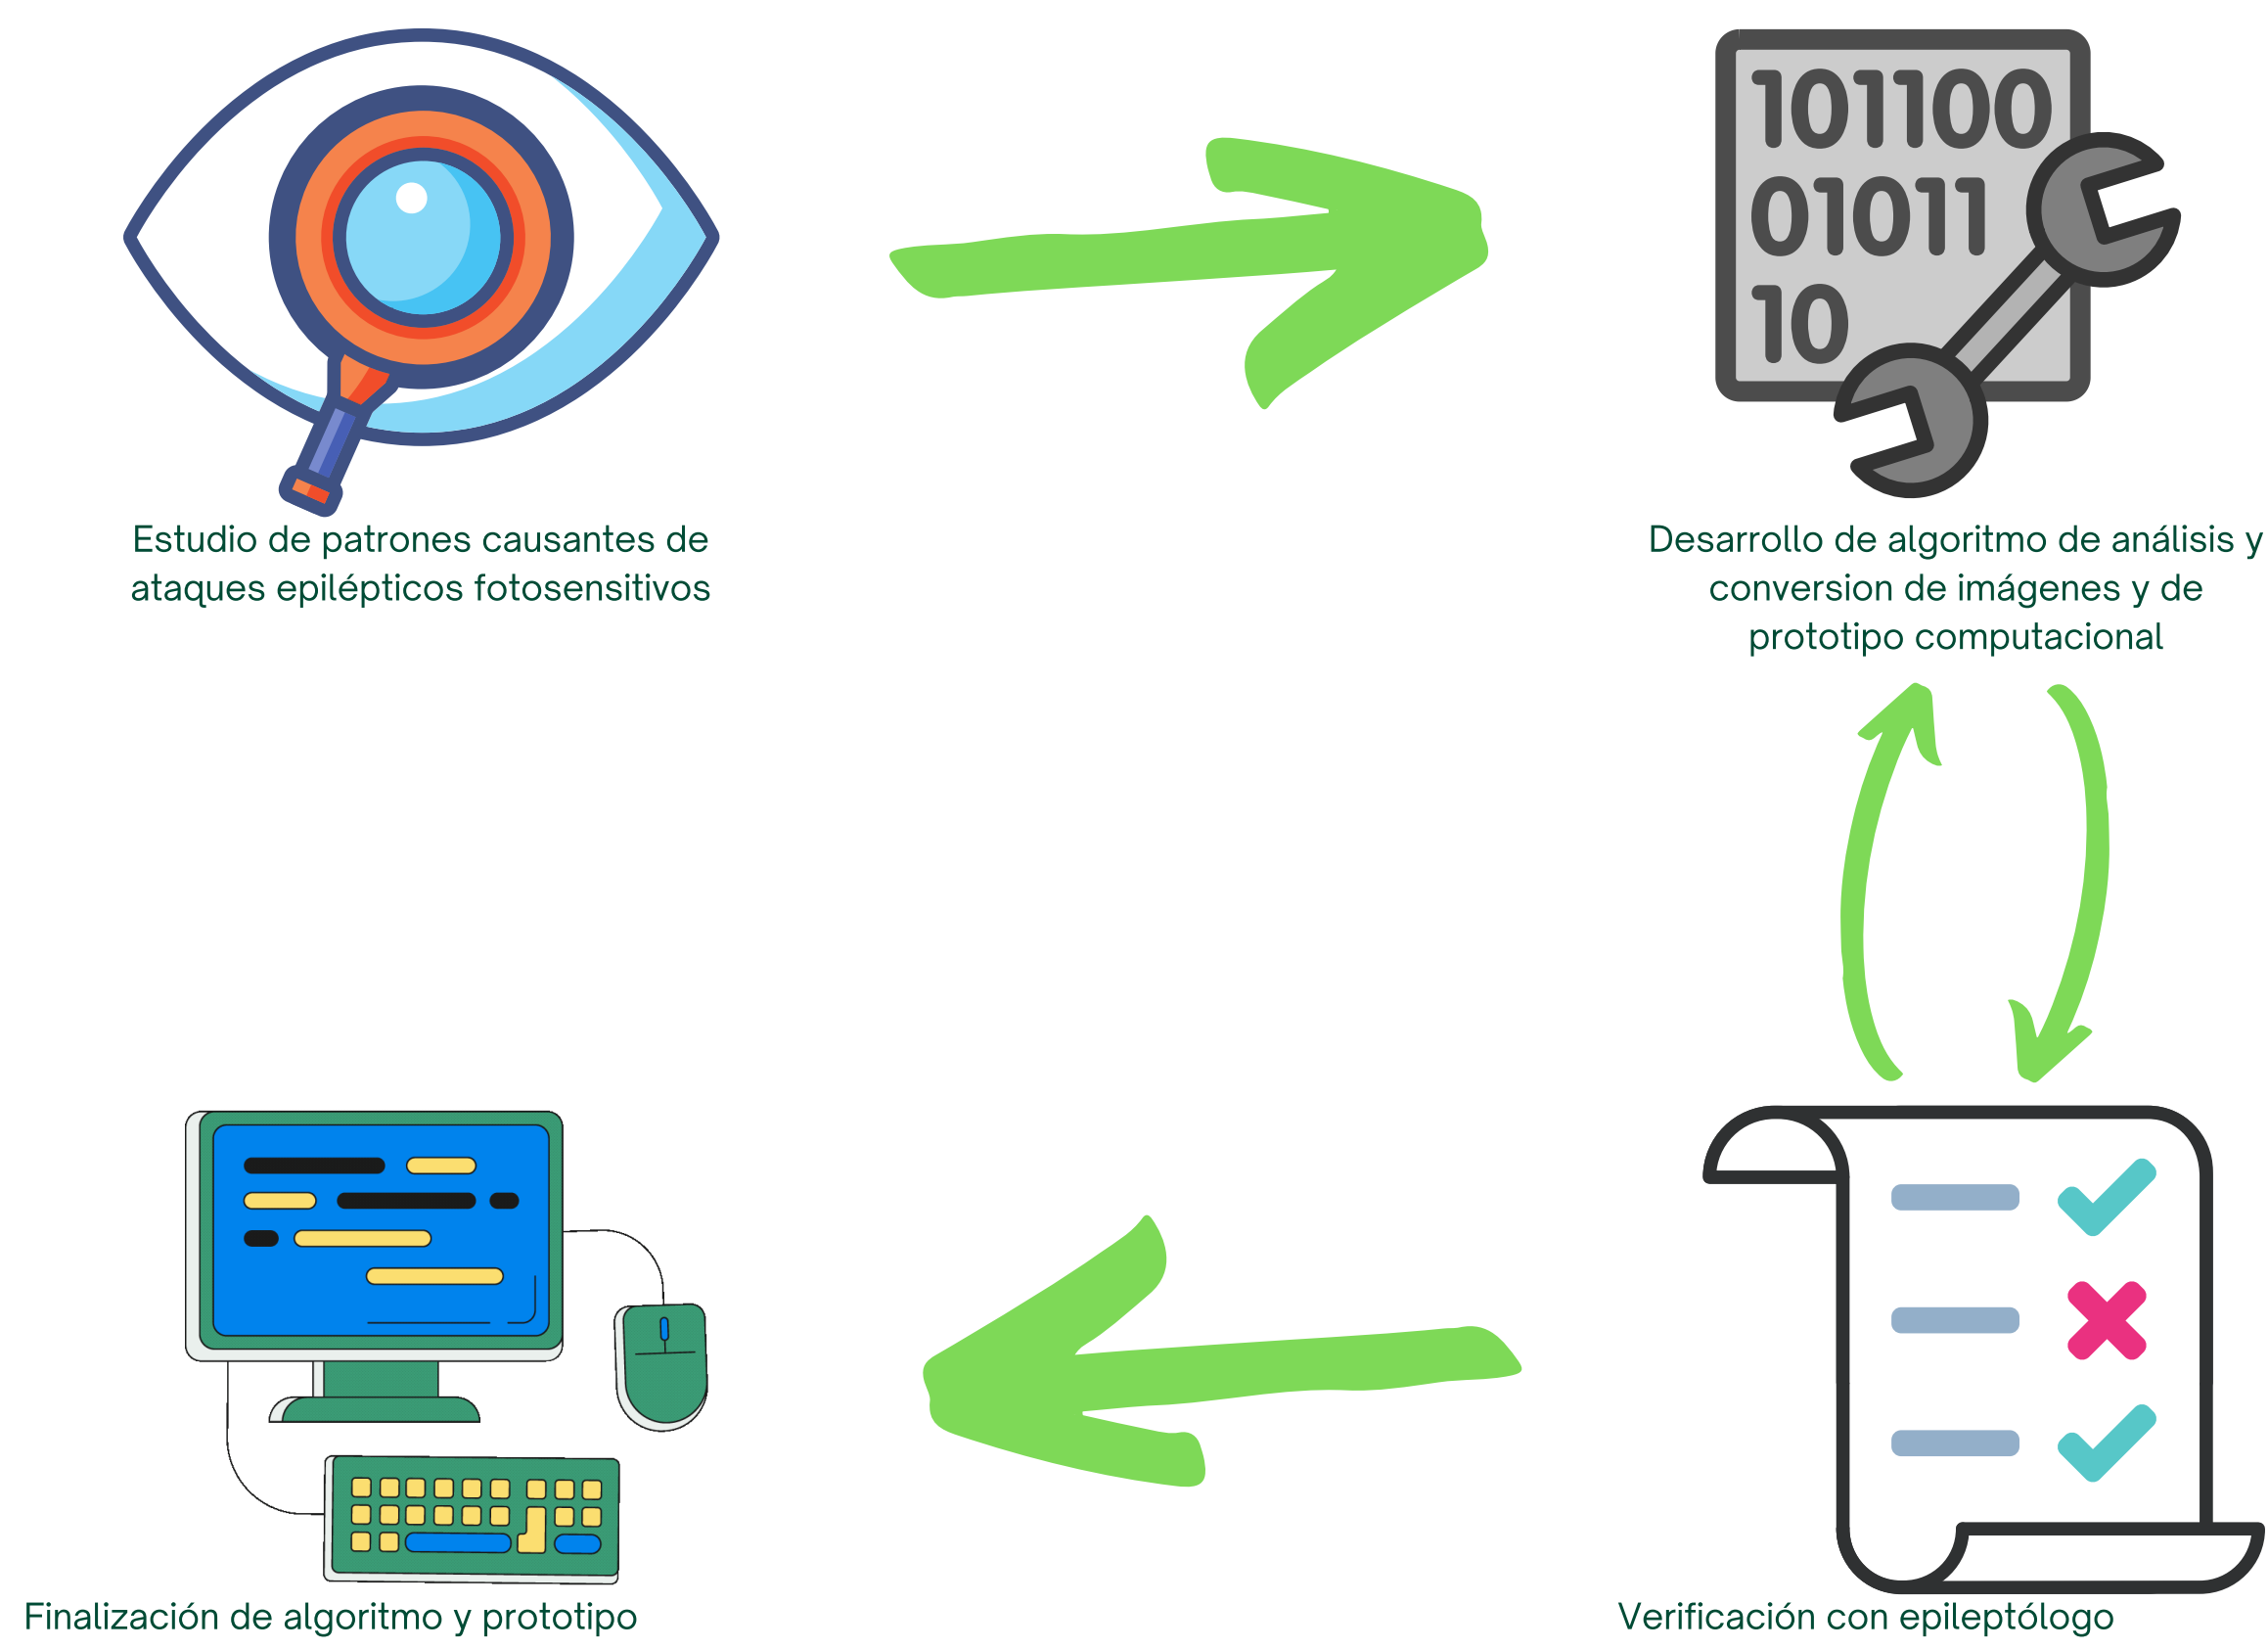 101100
01011
10
Estudio de patrones causantes de
ataques epilépticos fotosensitivos
Desarrollo de algoritmo de análisis y
conversion de imágenes y de
prototipo computacional
Finalización de algoritmo y prototipo
Verificación con epileptólogo